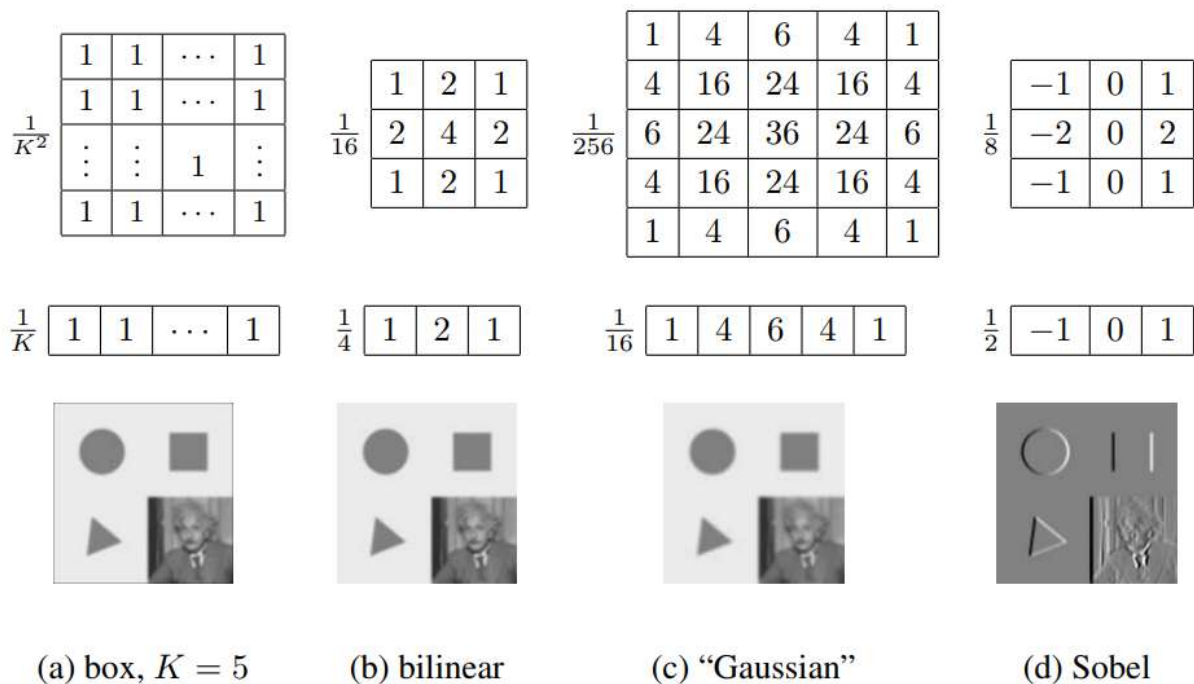 1/K² 1 1 ⋯ 1
1 1 ⋯ 1
⋮ ⋮ 1 ⋮
1 1 ⋯ 1
1/16 1 2 1
2 4 2
1 2 1
1/256 1 4 6 4 1
4 16 24 16 4
6 24 36 24 6
4 16 24 16 4
1 4 6 4 1
1/8 −1 0 1
−2 0 2
−1 0 1
1/K 1 1 ⋯ 1
1/4 1 2 1
1/16 1 4 6 4 1
1/2 −1 0 1
(a) box, K = 5
(b) bilinear
(c) “Gaussian”
(d) Sobel